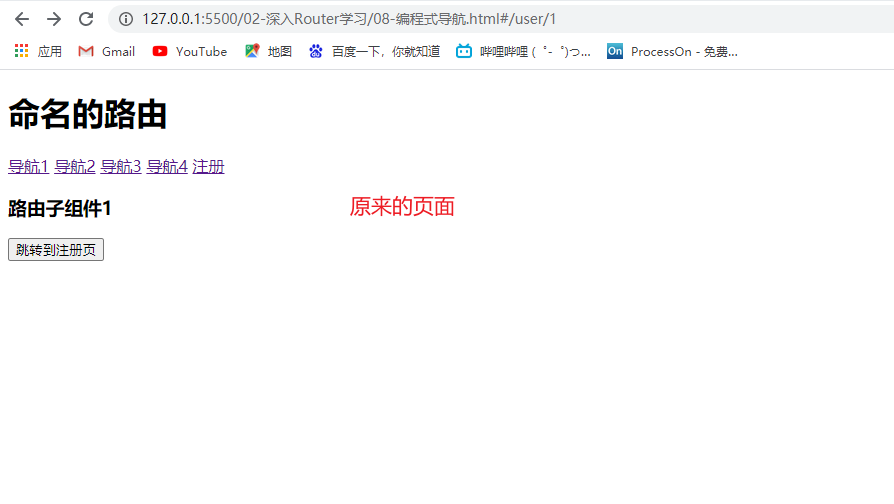 127.0.0.1:5500/02-深入Router学习/08-编程式导航.html#/user/1
应用 Gmail YouTube 地图 百度一下，你就知道 哔哩哔哩 (゜-゜)つ... On ProcessOn - 免费...
命名的路由
导航1 导航2 导航3 导航4 注册
路由子组件1 原来的页面
跳转到注册页